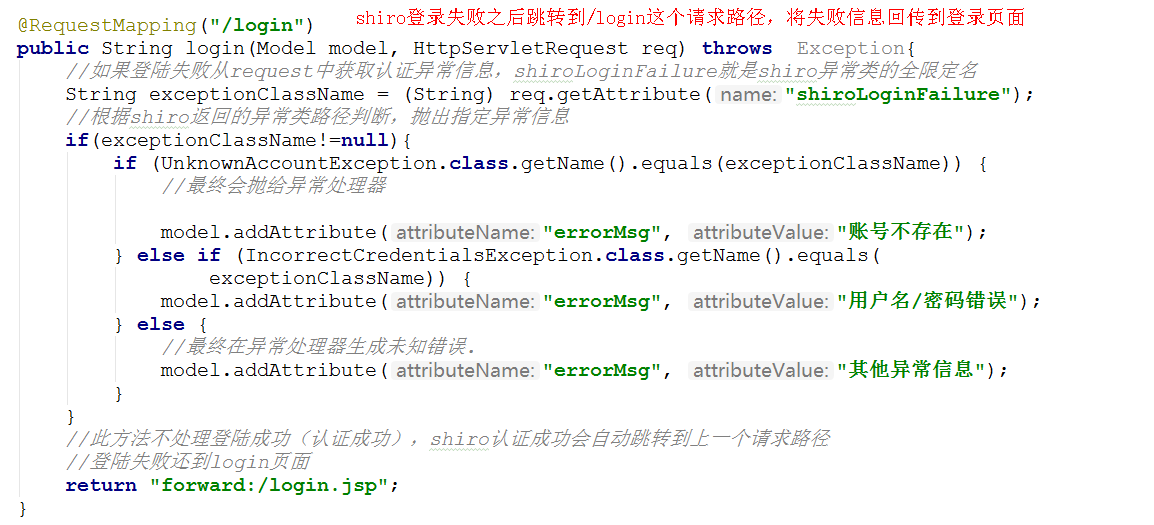 @RequestMapping("/login") shiro登录失败之后跳转到/login这个请求路径，将失败信息回传到登录页面
public String login(Model model, HttpServletRequest req) throws Exception{
//如果登陆失败从request中获取认证异常信息，shiroLoginFailure就是shiro异常类的全限定名
String exceptionClassName = (String) req.getAttribute( name: "shiroLoginFailure");
//根据shiro返回的异常类路径判断，抛出指定异常信息
if(exceptionClassName!=null){
if (UnknownAccountException.class.getName().equals(exceptionClassName)) {
//最终会抛给异常处理器
model.addAttribute( attributeName: "errorMsg", attributeValue: "账号不存在");
} else if (IncorrectCredentialsException.class.getName().equals(
exceptionClassName)) {
model.addAttribute( attributeName: "errorMsg", attributeValue: "用户名/密码错误");
} else {
//最终在异常处理器生成未知错误.
model.addAttribute( attributeName: "errorMsg", attributeValue: "其他异常信息");
}
}
//此方法不处理登陆成功（认证成功），shiro认证成功会自动跳转到上一个请求路径
//登陆失败还到login页面
return "forward:/login.jsp";
}